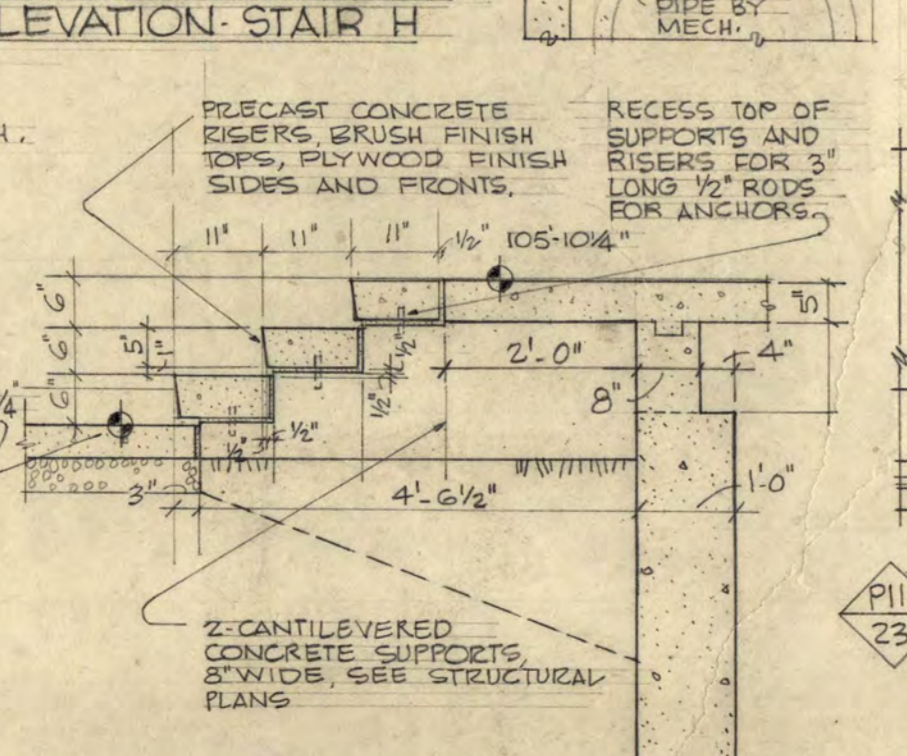 LEVATION-STAIR H
PIPE BY
MECH.
H.
PRECAST CONCRETE
RISERS, BRUSH FINISH
TOPS, PLYWOOD FINISH
SIDES AND FRONTS.
RECESS TOP OF
SUPPORTS AND
RISERS FOR 3"
LONG 1/2" RODS
FOR ANCHORS.
11" 11" 11" 1/2" 105'-10 1/4"
6" 6" 6"
5" 1"
1/2"
1/2"
1/2"
1/2"
2'-0"
8"
4"
5"
1/4
3"
4'-6 1/2"
1'-0"
2-CANTILEVERED
CONCRETE SUPPORTS,
8" WIDE, SEE STRUCTURAL
PLANS
P11
23